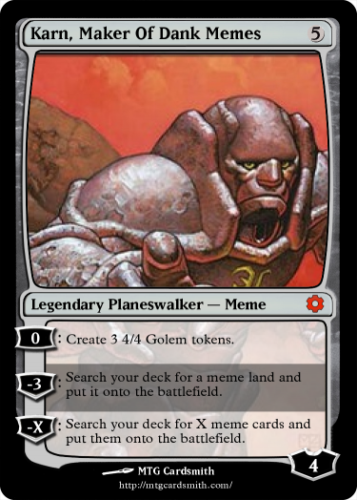 Karn, Maker Of Dank Memes 5
Legendary Planeswalker — Meme
0 : Create 3 4/4 Golem tokens.
-3 : Search your deck for a meme land and
put it onto the battlefield.
-X : Search your deck for X meme cards and
put them onto the battlefield.
4
MTG Cardsmith
http://mtgcardsmith.com/